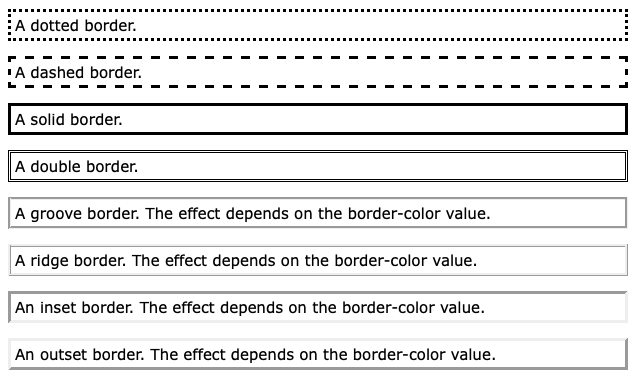 A dotted border.
A dashed border.
A solid border.
A double border.
A groove border. The effect depends on the border-color value.
A ridge border. The effect depends on the border-color value.
An inset border. The effect depends on the border-color value.
An outset border. The effect depends on the border-color value.